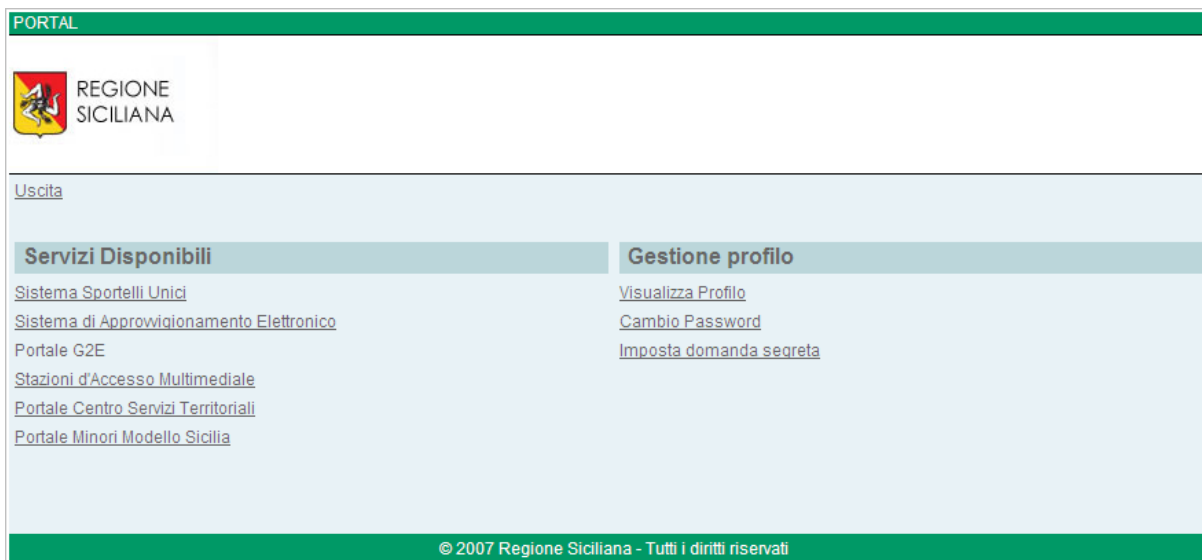 PORTAL
REGIONE
SICILIANA
Uscita
Servizi Disponibili
Sistema Sportelli Unici
Sistema di Approvvigionamento Elettronico
Portale G2E
Stazioni d'Accesso Multimediale
Portale Centro Servizi Territoriali
Portale Minori Modello Sicilia
Gestione profilo
Visualizza Profilo
Cambio Password
Imposta domanda segreta
© 2007 Regione Siciliana - Tutti i diritti riservati